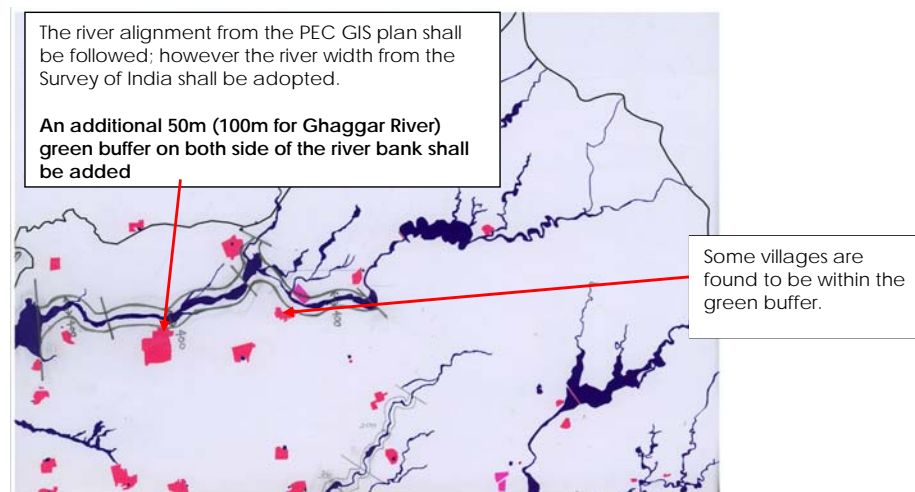 The river alignment from the PEC GIS plan shall
be followed; however the river width from the
Survey of India shall be adopted.
An additional 50m (100m for Ghaggar River)
green buffer on both side of the river bank shall
be added
Some villages are
found to be within the
green buffer.
400
400
400
200